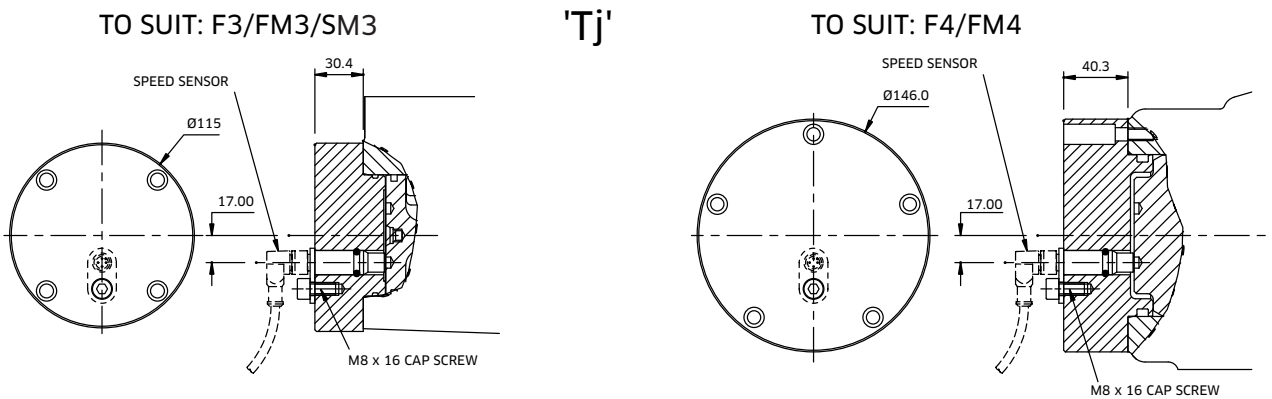 TO SUIT: F3/FM3/SM3
'Tj'
TO SUIT: F4/FM4
30.4
SPEED SENSOR
Ø115
17.00
M8 x 16 CAP SCREW
40.3
SPEED SENSOR
Ø146.0
17.00
M8 x 16 CAP SCREW